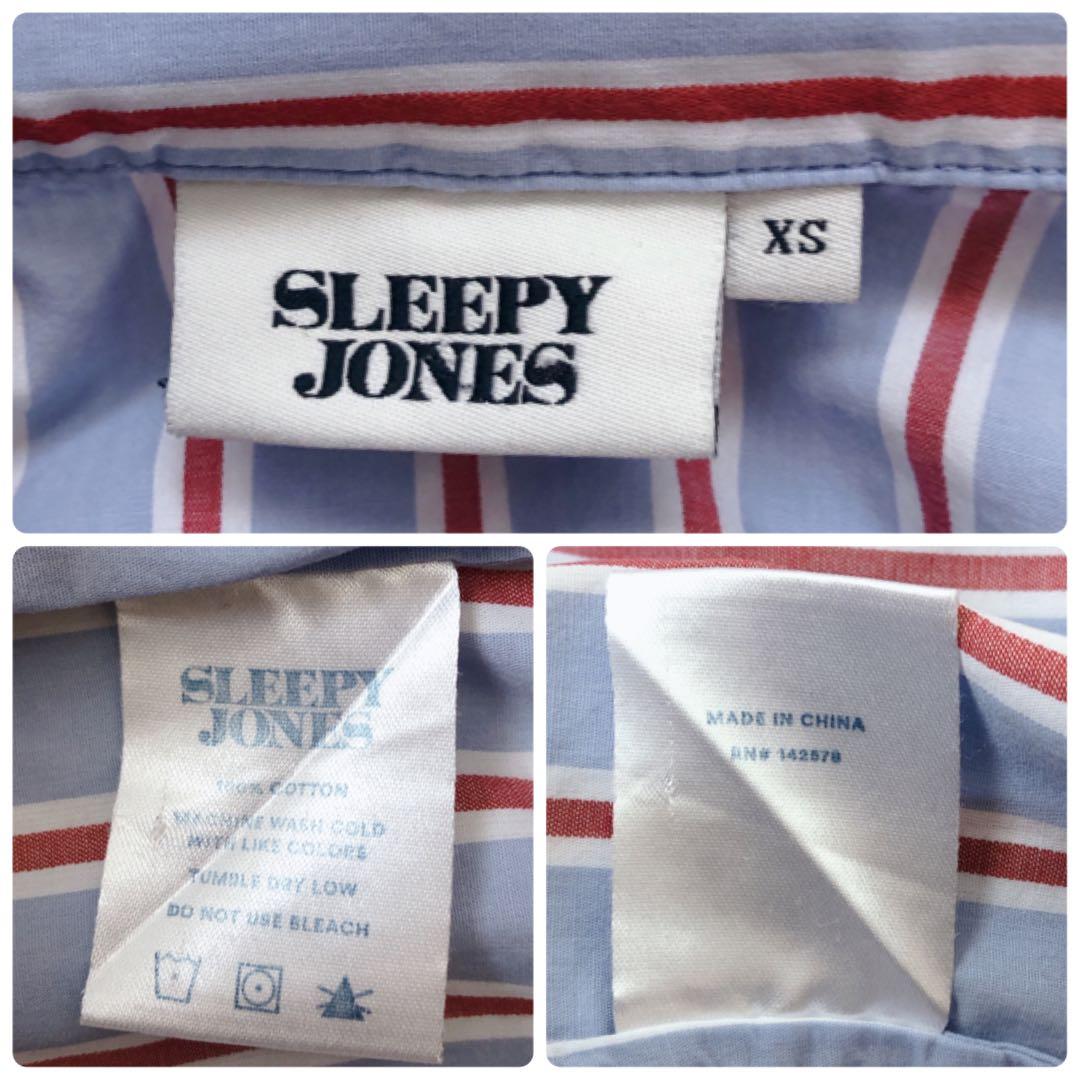 SLEEPY
JONES
XS
SLEEPY
JONES
100% COTTON
MACHINE WASH COLD
WITH LIKE COLORS
TUMBLE DRY LOW
DO NOT USE BLEACH
MADE IN CHINA
RN# 142578